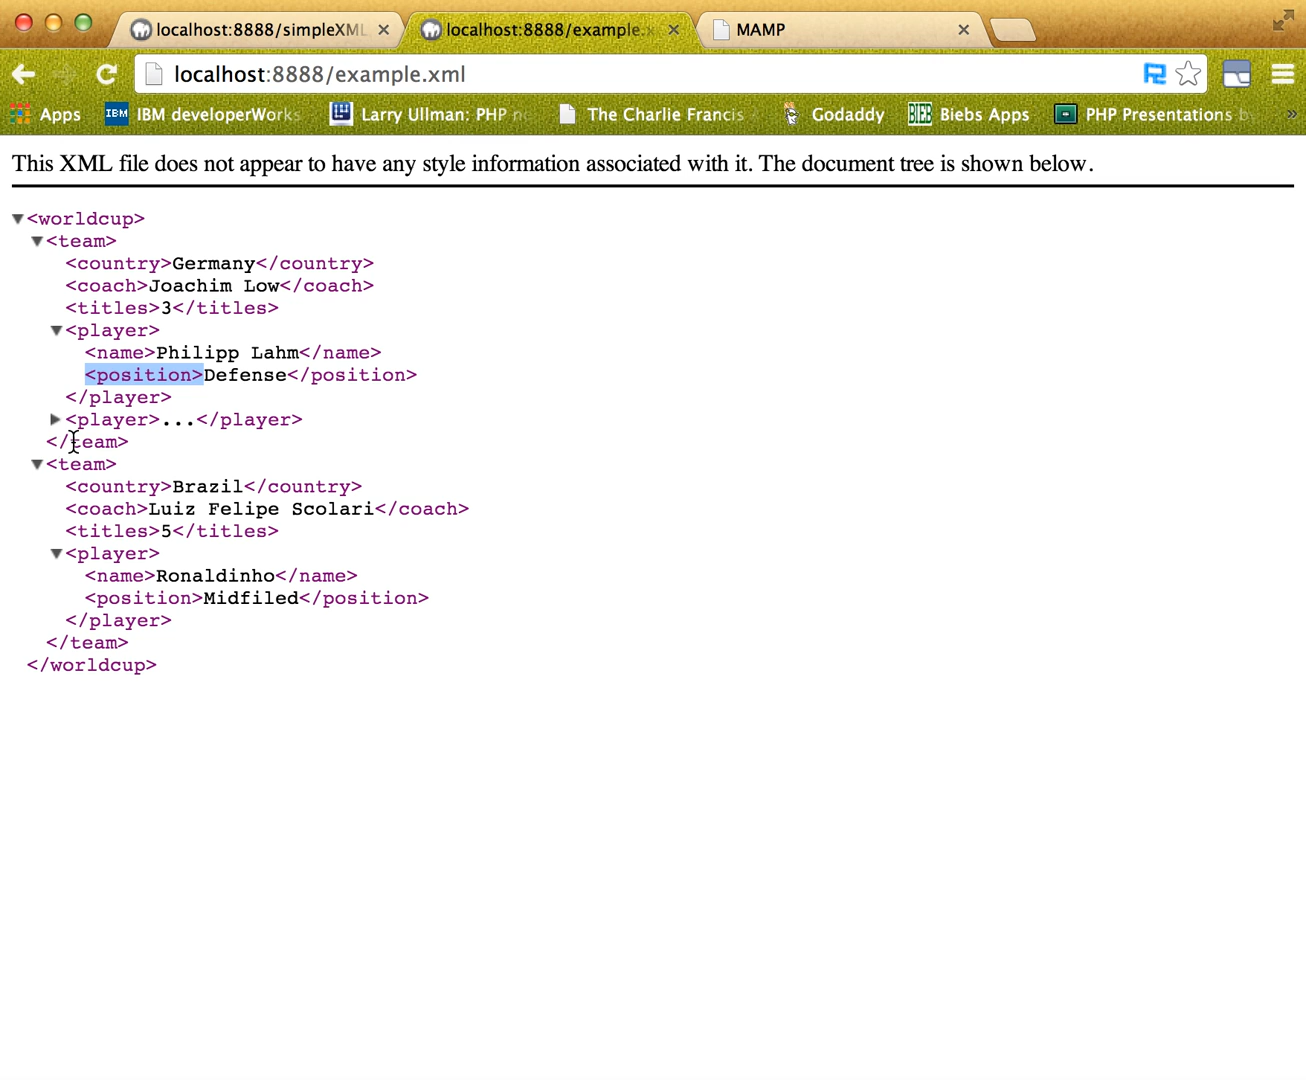 localhost:8888/simpleXML
localhost:8888/example.x
MAMP
localhost:8888/example.xml
Apps
IBM
IBM developerWorks
Larry Ullman: PHP
The Charlie Francis
Godaddy
BIEB
Biebs Apps
PHP Presentations b
»
This XML file does not appear to have any style information associated with it. The document tree is shown below.
▼<worldcup>
▼<team>
<country>Germany</country>
<coach>Joachim Low</coach>
<titles>3</titles>
▼<player>
<name>Philipp Lahm</name>
<position>Defense</position>
</player>
▶<player>...</player>
</team>
▼<team>
<country>Brazil</country>
<coach>Luiz Felipe Scolari</coach>
<titles>5</titles>
▼<player>
<name>Ronaldinho</name>
<position>Midfiled</position>
</player>
</team>
</worldcup>